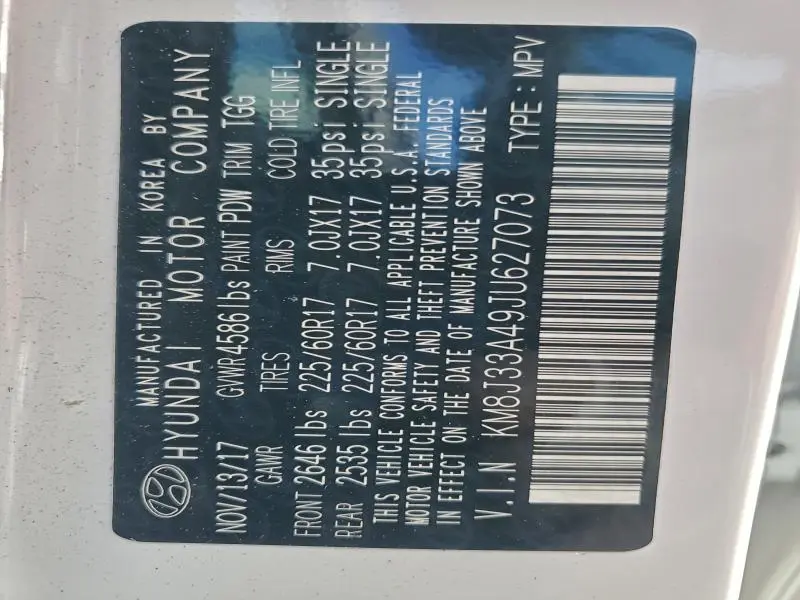 MANUFACTURED IN KOREA BY
HYUNDAI MOTOR COMPANY
NOV/13/17 GVWR 4586 lbs PAINT PDW TRIM TGG
GAWR TIRES RIMS COLD TIRE INFL
FRONT 2646 lbs 225/60R17 7.0JX17 35psi SINGLE
REAR 2535 lbs 225/60R17 7.0JX17 35psi SINGLE
THIS VEHICLE CONFORMS TO ALL APPLICABLE U.S.A. FEDERAL
MOTOR VEHICLE SAFETY AND THEFT PREVENTION STANDARDS
IN EFFECT ON THE DATE OF MANUFACTURE SHOWN ABOVE
V.I.N KM8J33A49JU627073 TYPE : MPV